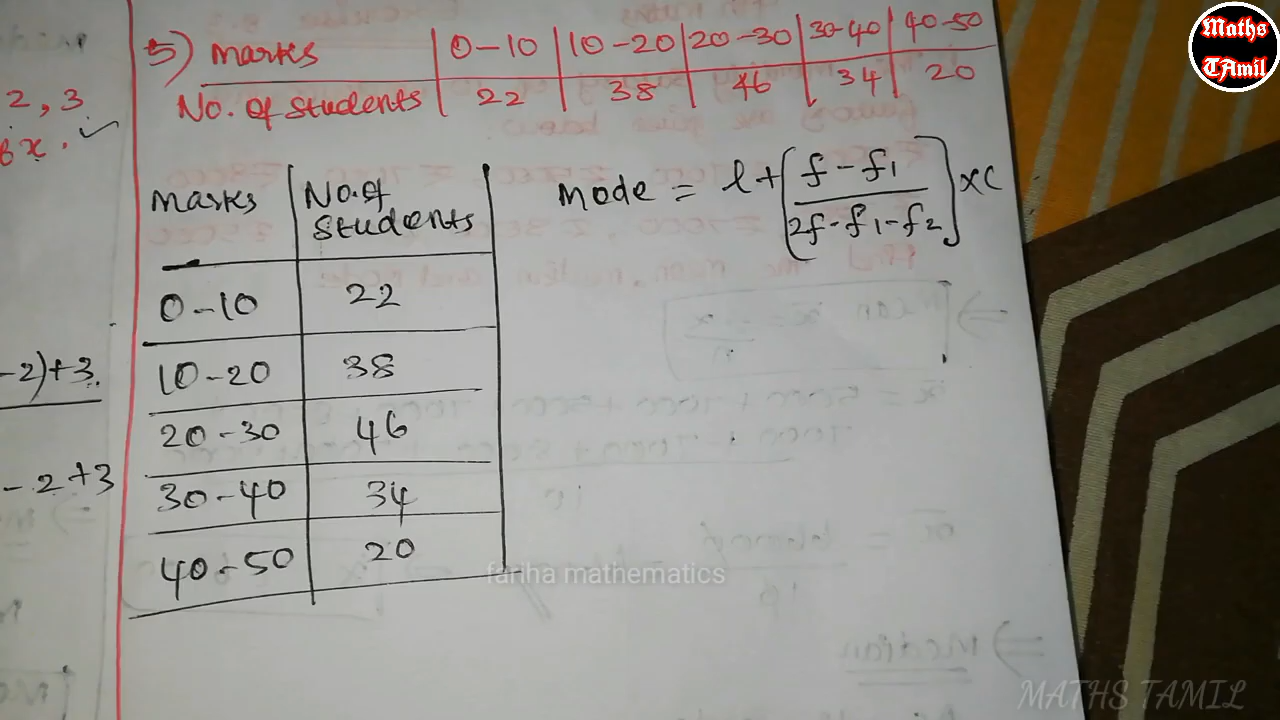 Maths
TAmil
5) Marks 0-10 10-20 20-30 30-40 40-50
No. of students 22 38 46 34 20
2, 3
x.
Marks No. of students
Mode = l + [f - f1 / 2f - f1 - f2] x c
0-10 22
10-20 38
20-30 46
30-40 34
40-50 20
-2)+3.
-2+3
fariha mathematics
MATHS TAMIL